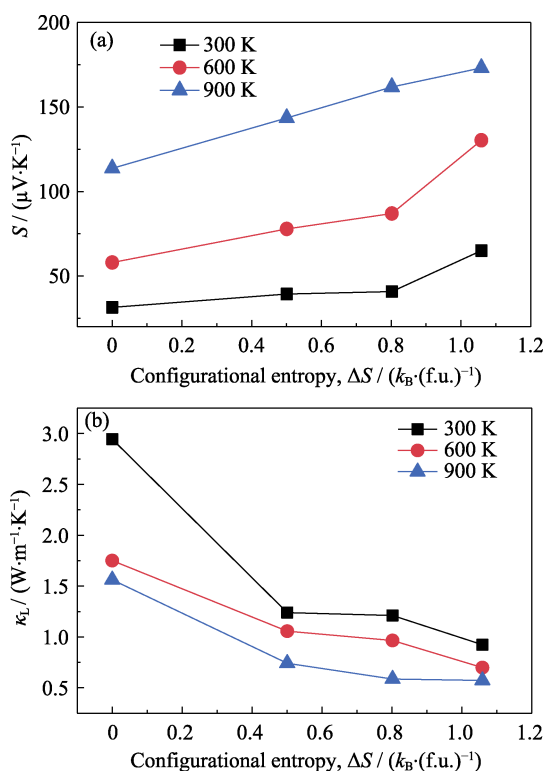 (a)
300 K
600 K
900 K
200
150
100
50
S / (μV·K⁻¹)
0 0.2 0.4 0.6 0.8 1.0 1.2
Configurational entropy, ΔS / (k_B·(f.u.)⁻¹)
(b)
300 K
600 K
900 K
3.0
2.5
2.0
1.5
1.0
0.5
κ_L / (W·m⁻¹·K⁻¹)
0 0.2 0.4 0.6 0.8 1.0 1.2
Configurational entropy, ΔS / (k_B·(f.u.)⁻¹)